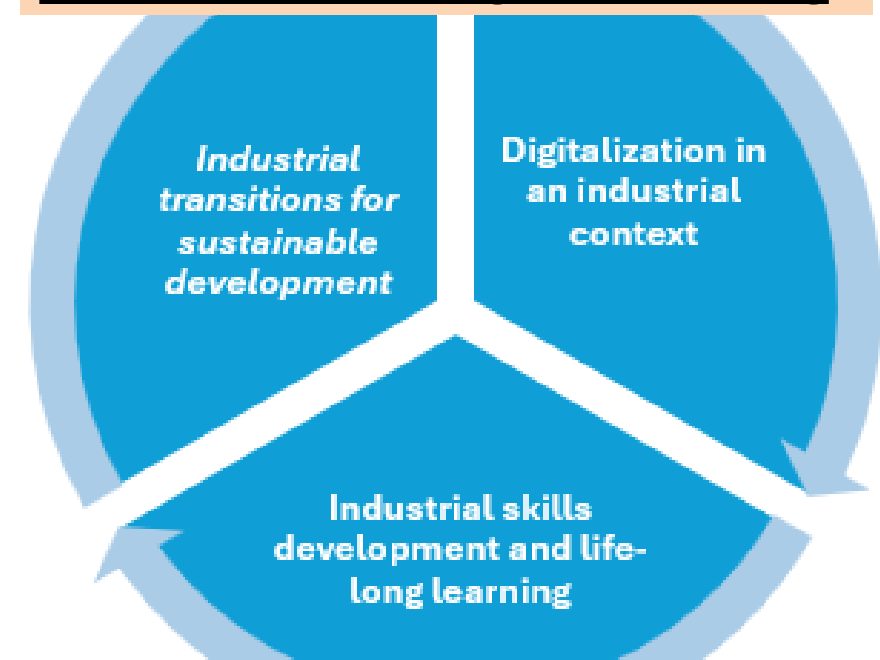 Industrial
transitions for
sustainable
development
Digitalization in
an industrial
context
Industrial skills
development and life-
long learning